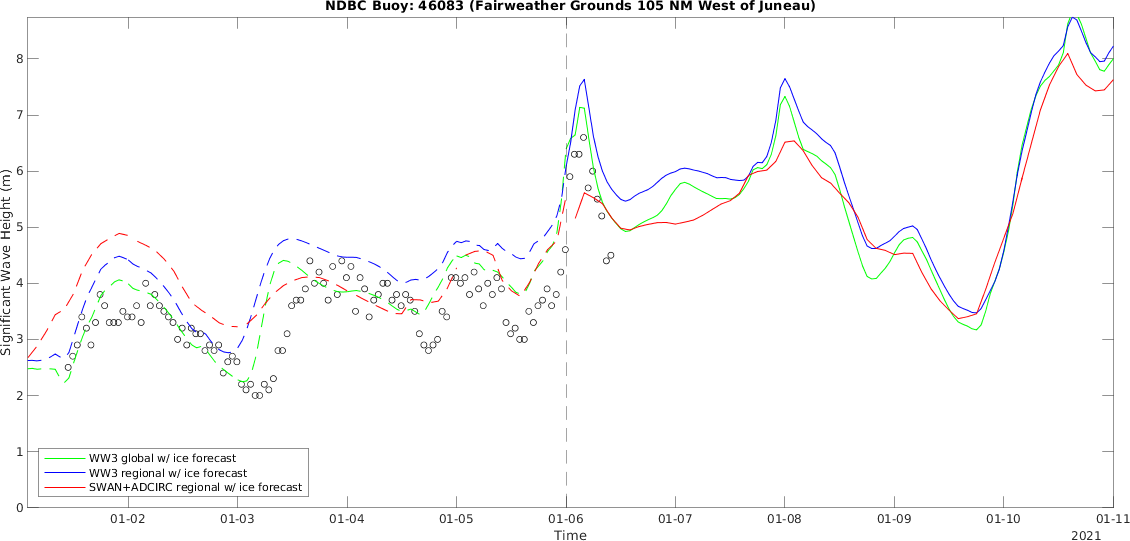 NDBC Buoy: 46083 (Fairweather Grounds 105 NM West of Juneau)
Significant Wave Height (m)
8
7
6
5
4
3
2
1
0
WW3 global w/ ice forecast
WW3 regional w/ ice forecast
SWAN+ADCIRC regional w/ ice forecast
01-02 01-03 01-04 01-05 01-06 01-07 01-08 01-09 01-10 01-11
Time
2021